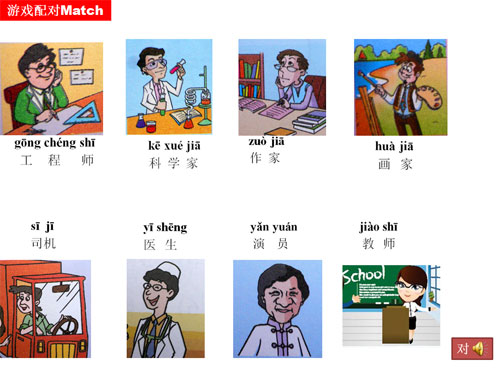 游戏配对Match
gōng chéng shī
工 程 师
kē xué jiā
科 学 家
zuò jiā
作 家
huà jiā
画 家
sī jī
司机
yī shēng
医 生
yǎn yuán
演 员
jiào shī
教 师
School
对